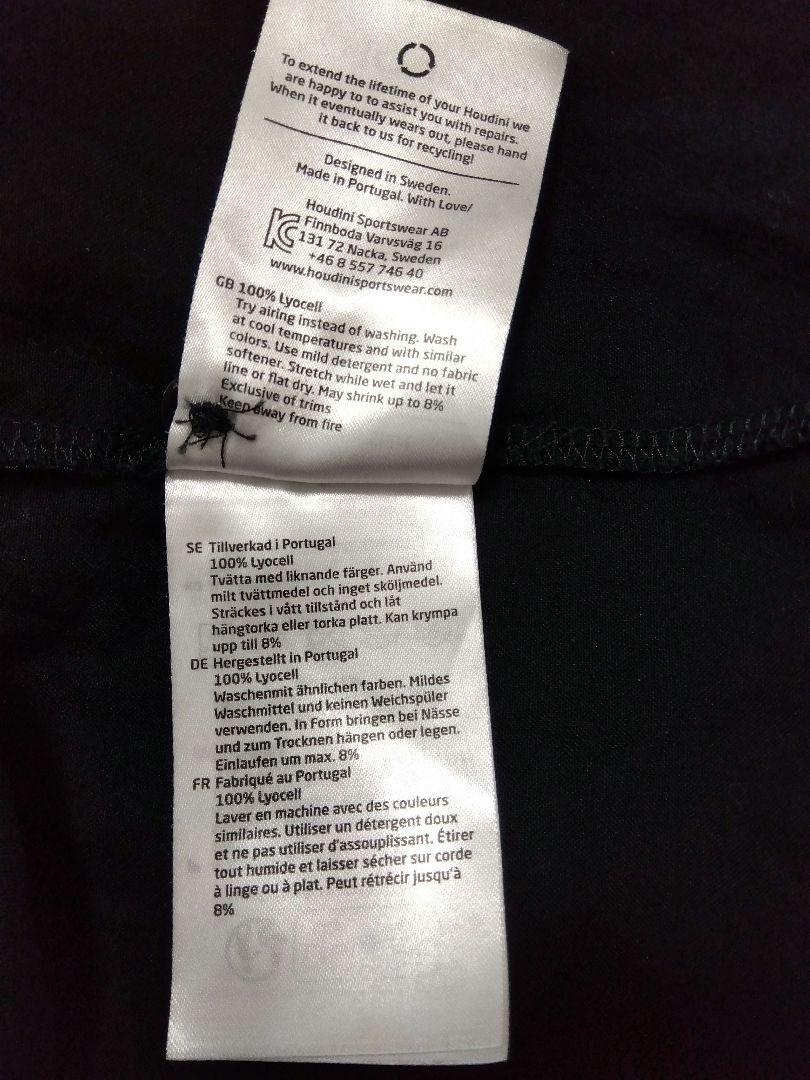 To extend the lifetime of your Houdini we
are happy to to assist you with repairs.
When it eventually wears out, please hand
it back to us for recycling!
Designed in Sweden.
Made in Portugal. With Love/
Houdini Sportswear AB
Finnboda Varvsväg 16
131 72 Nacka, Sweden
+46 8 557 746 40
www.houdinisportswear.com
GB 100% Lyocell
Try airing instead of washing. Wash
at cool temperatures and with similar
colors. Use mild detergent and no fabric
softener. Stretch while wet and let it
line or flat dry. May shrink up to 8%
Exclusive of trims
Keep away from fire
SE Tillverkad i Portugal
100% Lyocell
Tvätta med liknande färger. Använd
milt tvättmedel och inget sköljmedel.
Sträckes i vått tillstånd och låt
hängtorka eller torka platt. Kan krympa
upp till 8%
DE Hergestellt in Portugal
100% Lyocell
Waschenmit ähnlichen farben. Mildes
Waschmittel und keinen Weichspüler
verwenden. In Form bringen bei Nässe
und zum Trocknen hängen oder legen.
Einlaufen um max. 8%
FR Fabriqué au Portugal
100% Lyocell
Laver en machine avec des couleurs
similaires. Utiliser un détergent doux
et ne pas utiliser d'assouplissant. Étirer
tout humide et laisser sécher sur corde
à linge ou à plat. Peut rétrécir jusqu'à
8%